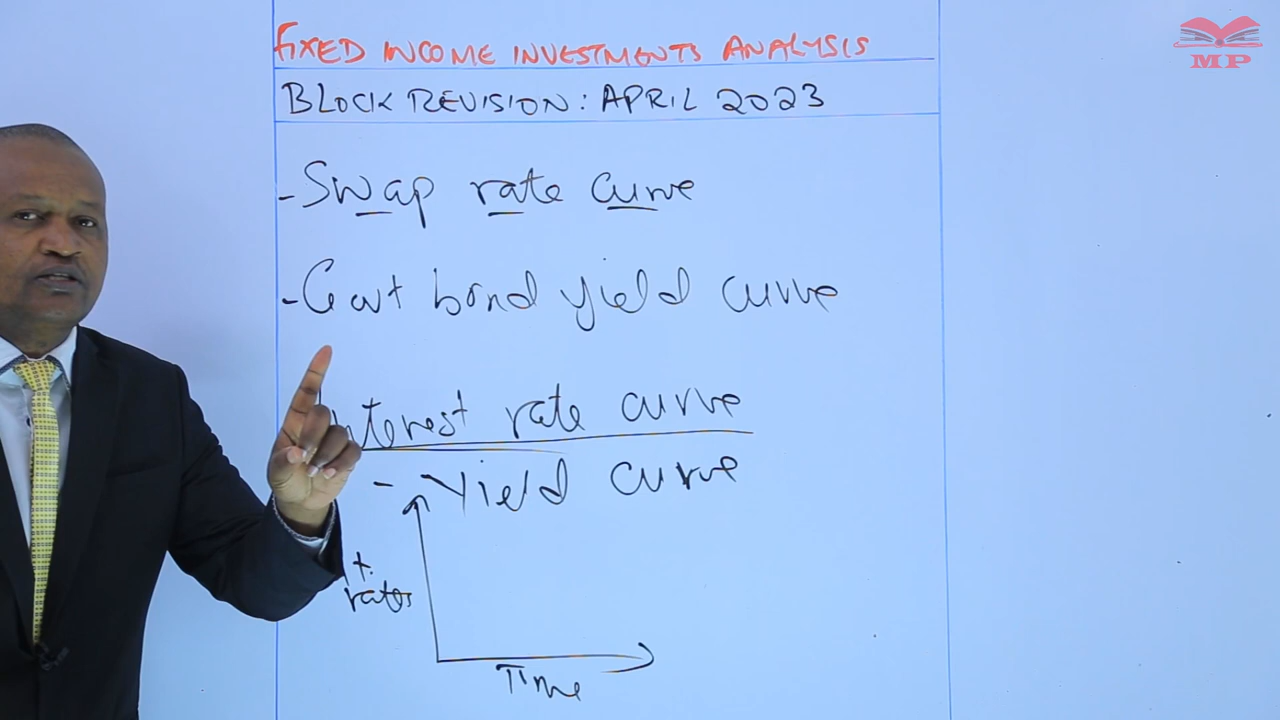 MP
FIXED INCOME INVESTMENTS ANALYSIS
BLOCK REVISION: APRIL 2023
- Swap rate curve
- Govt bond yield curve
Interest rate curve
- Yield curve
rates
Time